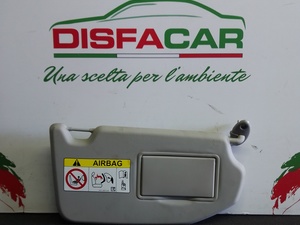 DISFACAR
Una scelta per l'ambiente
AIRBAG